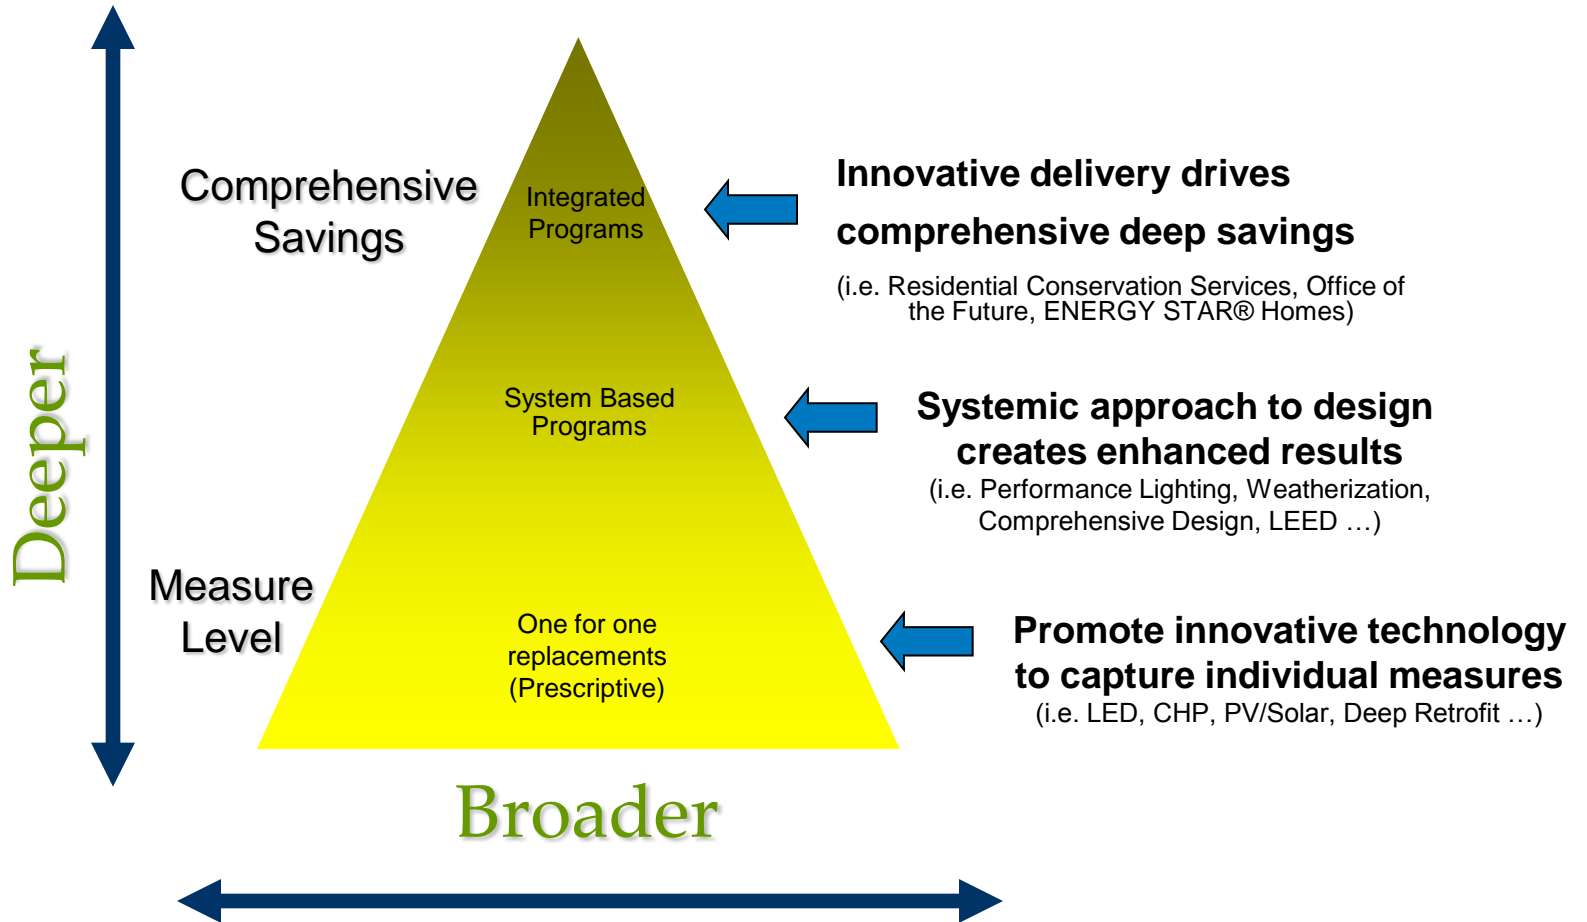 Deeper
Comprehensive
Savings
Integrated
Programs
Innovative delivery drives
comprehensive deep savings
(i.e. Residential Conservation Services, Office of
the Future, ENERGY STAR® Homes)
System Based
Programs
Systemic approach to design
creates enhanced results
(i.e. Performance Lighting, Weatherization,
Comprehensive Design, LEED …)
Measure
Level
One for one
replacements
(Prescriptive)
Promote innovative technology
to capture individual measures
(i.e. LED, CHP, PV/Solar, Deep Retrofit …)
Broader